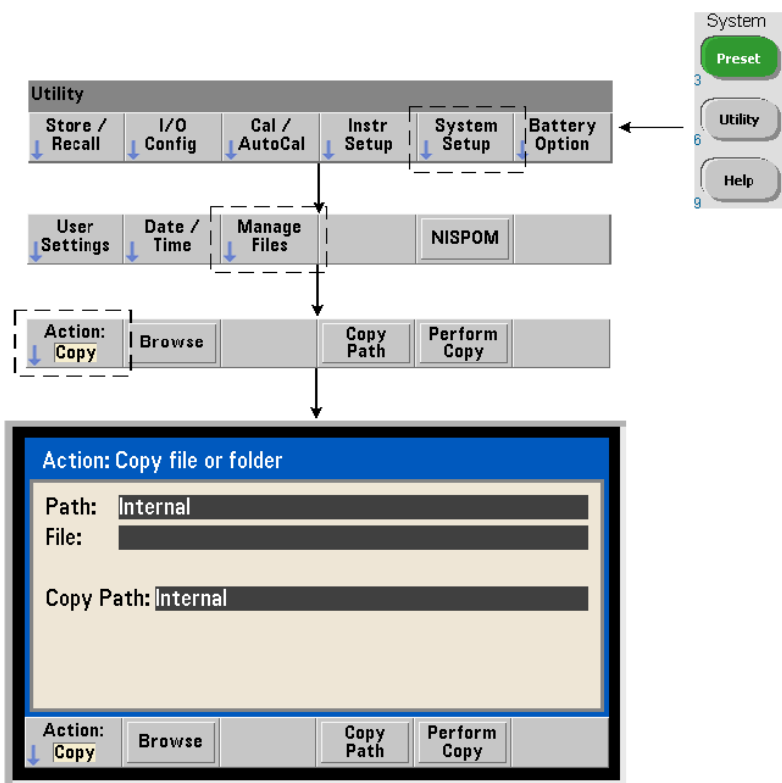 System
Preset
3
Utility
6
Help
9
Utility
Store / Recall
I/O Config
Cal / AutoCal
Instr Setup
System Setup
Battery Option
User Settings
Date / Time
Manage Files
NISPOM
Action: Copy
Browse
Copy Path
Perform Copy
Action: Copy file or folder
Path: Internal
File:
Copy Path: Internal
Action: Copy
Browse
Copy Path
Perform Copy